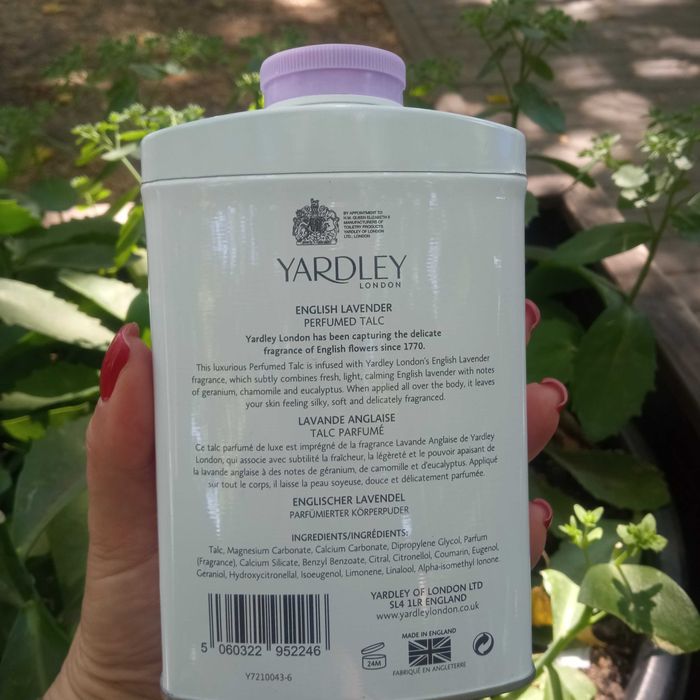 BY APPOINTMENT TO
H.M. QUEEN ELIZABETH II
MANUFACTURERS OF
TOILETRY PRODUCTS
YARDLEY OF LONDON
LTD., LONDON
YARDLEY
LONDON
ENGLISH LAVENDER
PERFUMED TALC
Yardley London has been capturing the delicate
fragrance of English flowers since 1770.
This luxurious Perfumed Talc is infused with Yardley London's English Lavender
fragrance, which subtly combines fresh, light, calming English lavender with notes
of geranium, chamomile and eucalyptus. When applied all over the body, it leaves
your skin feeling silky, soft and delicately fragranced.
LAVANDE ANGLAISE
TALC PARFUMÉ
Ce talc parfumé de luxe est imprégné de la fragrance Lavande Anglaise de Yardley
London, qui associe avec subtilité la fraîcheur, la légèreté et le pouvoir apaisant de
la lavande anglaise à des notes de géranium, de camomille et d'eucalyptus. Appliqué
sur tout le corps, il laisse la peau soyeuse, douce et délicatement parfumée.
ENGLISCHER LAVENDEL
PARFÜMIERTER KÖRPERPUDER
INGREDIENTS/INGRÉDIENTS:
Talc, Magnesium Carbonate, Calcium Carbonate, Dipropylene Glycol, Parfum
(Fragrance), Calcium Silicate, Benzyl Benzoate, Citral, Citronellol, Coumarin, Eugenol,
Geraniol, Hydroxycitronellal, Isoeugenol, Limonene, Linalool, Alpha-isomethyl Ionone.
YARDLEY OF LONDON LTD
SL4 1LR ENGLAND
www.yardleylondon.co.uk
5 060322 952246
24M
MADE IN ENGLAND
FABRIQUÉ EN ANGLETERRE
Y7210043-6